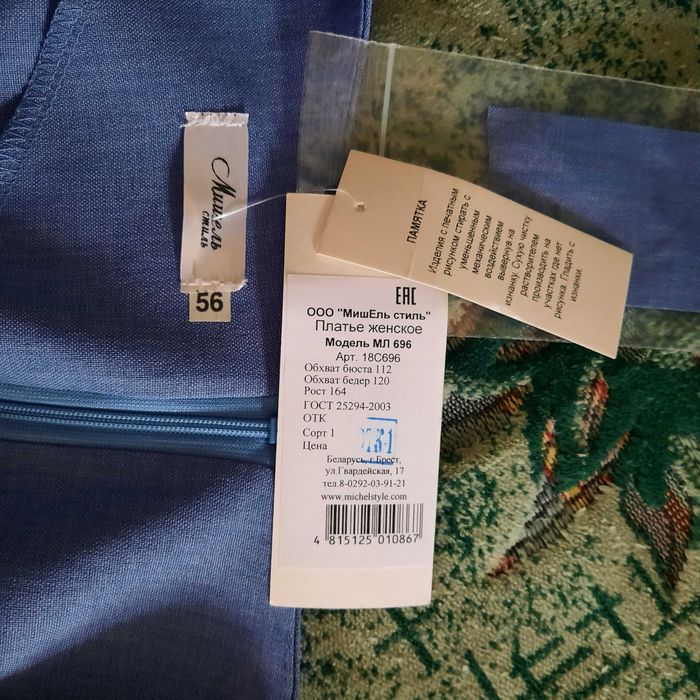 Мишель
стиль
56
ПАМЯТКА
Изделия с печатным
рисунком стирать с
уменьшенным
механическим
воздействием
вывернув на
изнанку. Сухую чистку
растворителем
производить на
участках где нет
рисунка. Гладить с
изнанки.
ЕАС
ООО "МишЕль стиль"
Платье женское
Модель МЛ 696
Арт. 18С696
Обхват бюста 112
Обхват бедер 120
Рост 164
ГОСТ 25294-2003
ОТК
Сорт 1
Цена
Беларусь, г.Брест,
ул.Гвардейская, 17
тел.8-0292-03-91-21
www.michelstyle.com
4 815125 010867